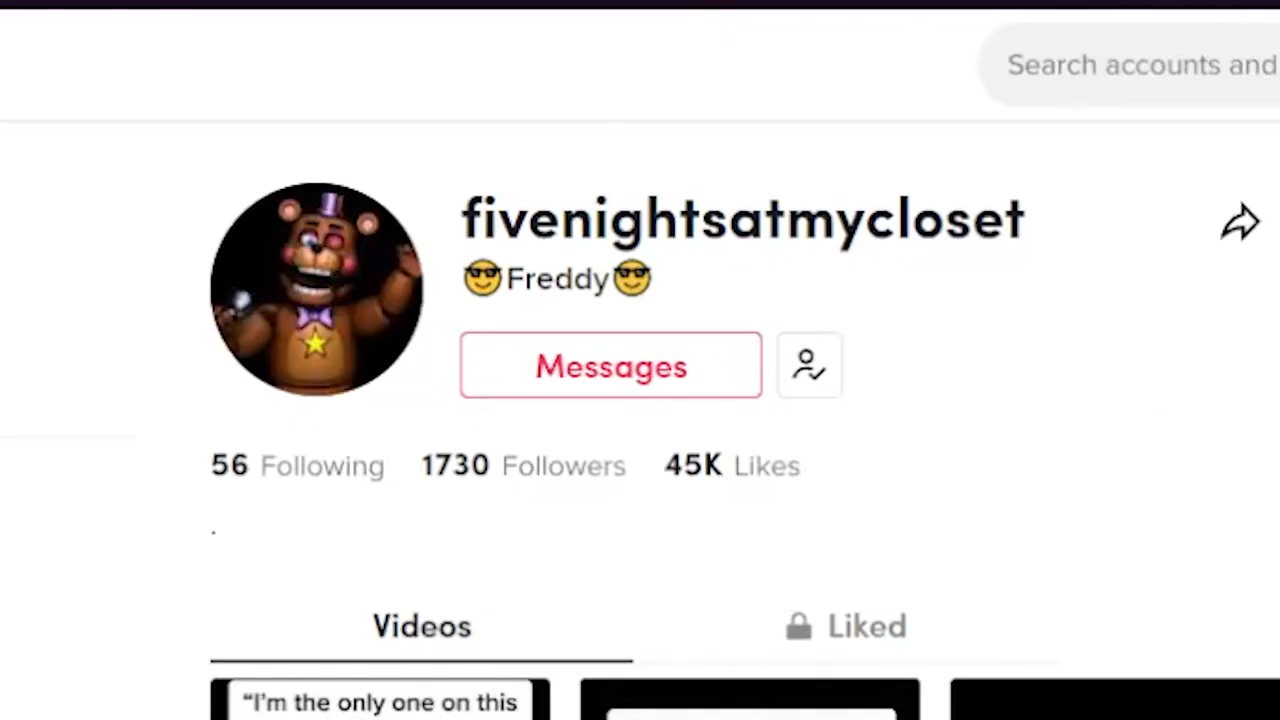 Search accounts and
fivenightsatmycloset
😎Freddy😎
Messages
56 Following 1730 Followers 45K Likes
.
Videos Liked
“I’m the only one on this